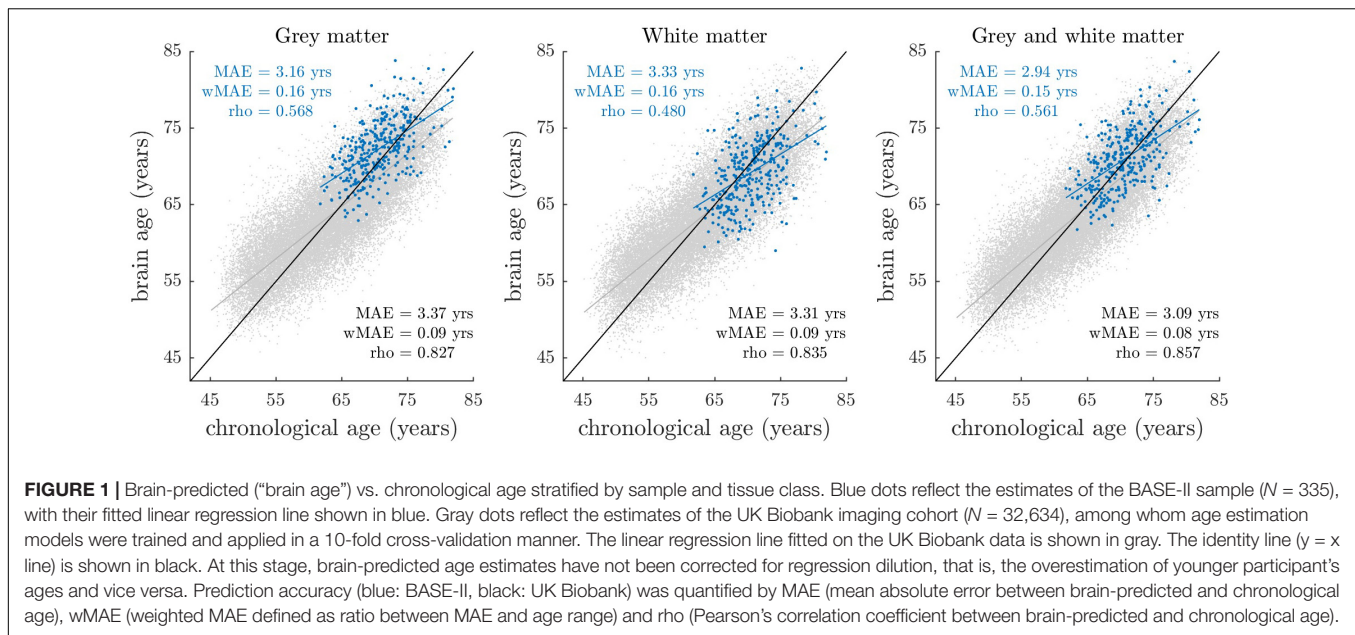 Grey matter
MAE = 3.16 yrs
wMAE = 0.16 yrs
rho = 0.568
MAE = 3.37 yrs
wMAE = 0.09 yrs
rho = 0.827
85
75
65
55
45
brain age (years)
45 55 65 75 85
chronological age (years)
White matter
MAE = 3.33 yrs
wMAE = 0.16 yrs
rho = 0.480
MAE = 3.31 yrs
wMAE = 0.09 yrs
rho = 0.835
85
75
65
55
45
brain age (years)
45 55 65 75 85
chronological age (years)
Grey and white matter
MAE = 2.94 yrs
wMAE = 0.15 yrs
rho = 0.561
MAE = 3.09 yrs
wMAE = 0.08 yrs
rho = 0.857
85
75
65
55
45
brain age (years)
45 55 65 75 85
chronological age (years)
FIGURE 1 | Brain-predicted (“brain age”) vs. chronological age stratified by sample and tissue class. Blue dots reflect the estimates of the BASE-II sample (N = 335),
with their fitted linear regression line shown in blue. Gray dots reflect the estimates of the UK Biobank imaging cohort (N = 32,634), among whom age estimation
models were trained and applied in a 10-fold cross-validation manner. The linear regression line fitted on the UK Biobank data is shown in gray. The identity line (y = x
line) is shown in black. At this stage, brain-predicted age estimates have not been corrected for regression dilution, that is, the overestimation of younger participant’s
ages and vice versa. Prediction accuracy (blue: BASE-II, black: UK Biobank) was quantified by MAE (mean absolute error between brain-predicted and chronological
age), wMAE (weighted MAE defined as ratio between MAE and age range) and rho (Pearson’s correlation coefficient between brain-predicted and chronological age).